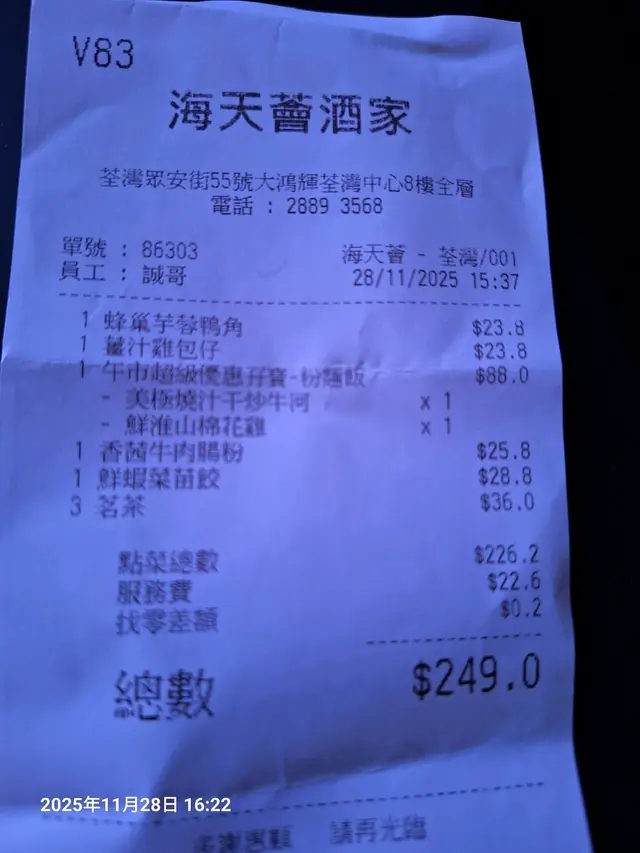 V83
海天薈酒家
荃灣眾安街55號大鴻輝荃灣中心8樓全層
電話 : 2889 3568
單號 : 86303 海天薈 - 荃灣/001
員工 : 誠哥 28/11/2025 15:37
1 蜂巢芋蓉鴨角 $23.8
1 薑汁雞包仔 $23.8
1 午市超級優惠孖寶-粉麵飯 $88.0
- 美極燒汁干炒牛河 x 1
- 鮮淮山棉花雞 x 1
1 香茜牛肉腸粉 $25.8
1 鮮蝦菜苗餃 $28.8
3 茗茶 $36.0
點菜總數 $226.2
服務費 $22.6
找零差額 $0.2
總數 $249.0
2025年11月28日 16:22
多謝惠顧 請再光臨